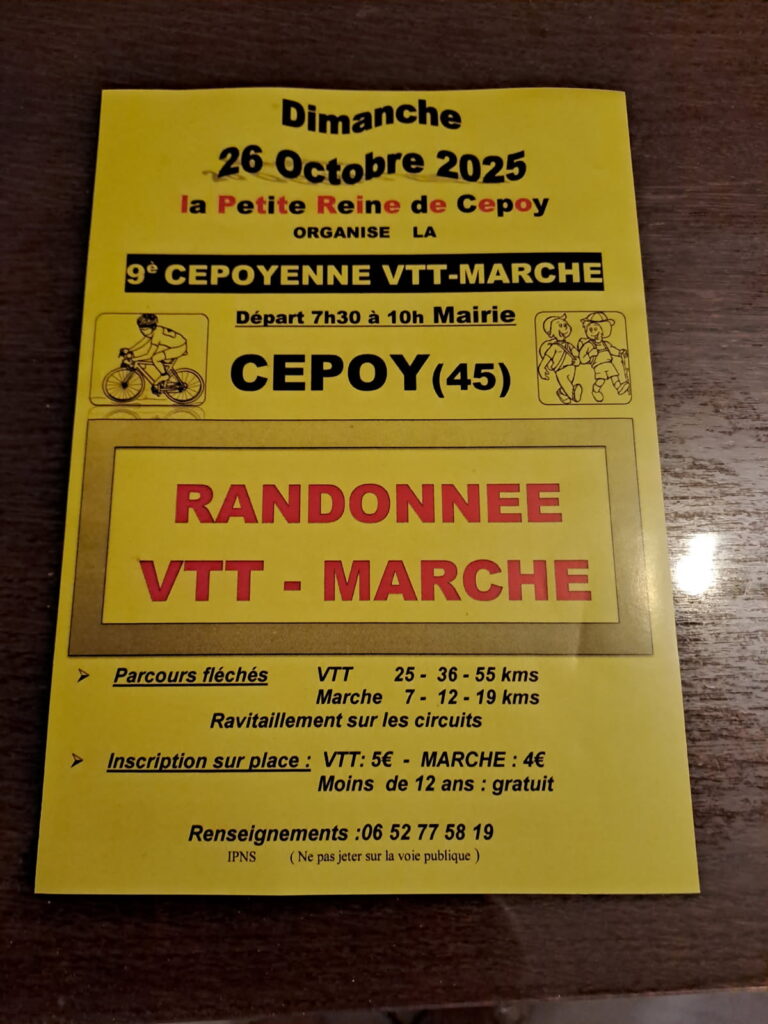 Dimanche
26 Octobre 2025
la Petite Reine de Cepoy
ORGANISE LA
9è CEPOYENNE VTT-MARCHE
Départ 7h30 à 10h Mairie
CEPOY(45)
RANDONNEE
VTT - MARCHE
➢ Parcours fléchés VTT 25 - 36 - 55 kms
Marche 7 - 12 - 19 kms
Ravitaillement sur les circuits
➢ Inscription sur place : VTT: 5€ - MARCHE : 4€
Moins de 12 ans : gratuit
Renseignements :06 52 77 58 19
IPNS ( Ne pas jeter sur la voie publique )